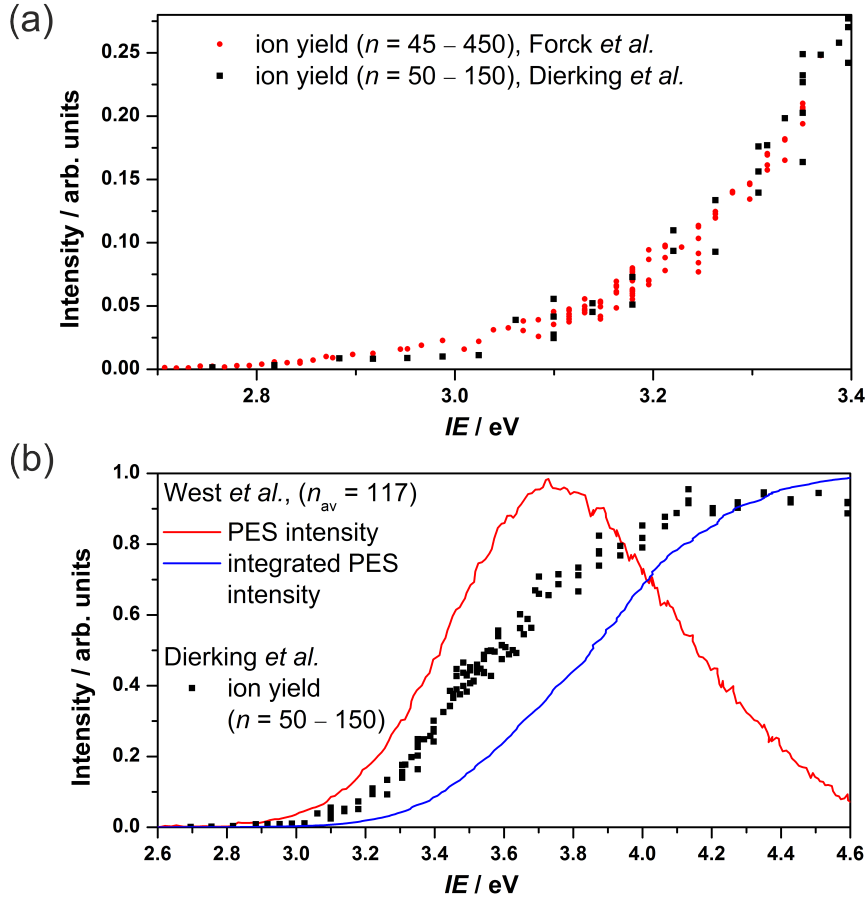 (a)
ion yield (n = 45 – 450), Forck et al.
ion yield (n = 50 – 150), Dierking et al.
Intensity / arb. units
0.25
0.20
0.15
0.10
0.05
0.00
2.8 3.0 3.2 3.4
IE / eV
(b)
West et al., (nav = 117)
PES intensity
integrated PES
intensity
Dierking et al.
ion yield
(n = 50 – 150)
Intensity / arb. units
1.0
0.8
0.6
0.4
0.2
0.0
2.6 2.8 3.0 3.2 3.4 3.6 3.8 4.0 4.2 4.4 4.6
IE / eV